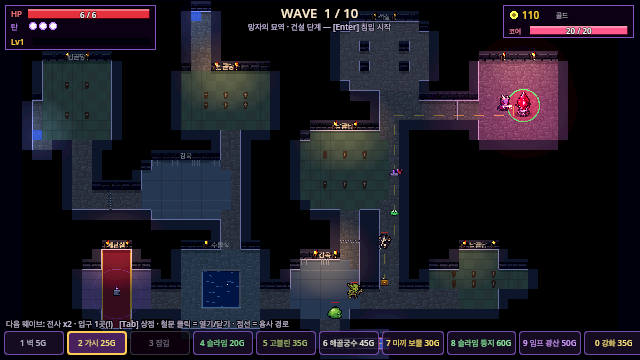 HP 6 / 6
탄
Lv1
WAVE 1 / 10
망자의 묘역 · 건설 단계 — [Enter] 침입 시작
110 골드
코어 20 / 20
감옥
수문실
다음 웨이브: 전사 x2 · 입구 1곳(!) [Tab] 상점 · 철문 클릭 = 열기/닫기 · 점선 = 용사 경로
1 벽 5G
2 가시 25G
3 잠김
4 슬라임 20G
5 고블린 35G
6 해골궁수 45G
7 미끼 보물 30G
8 슬라임 둥지 60G
9 임프 광산 50G
0 강화 35G